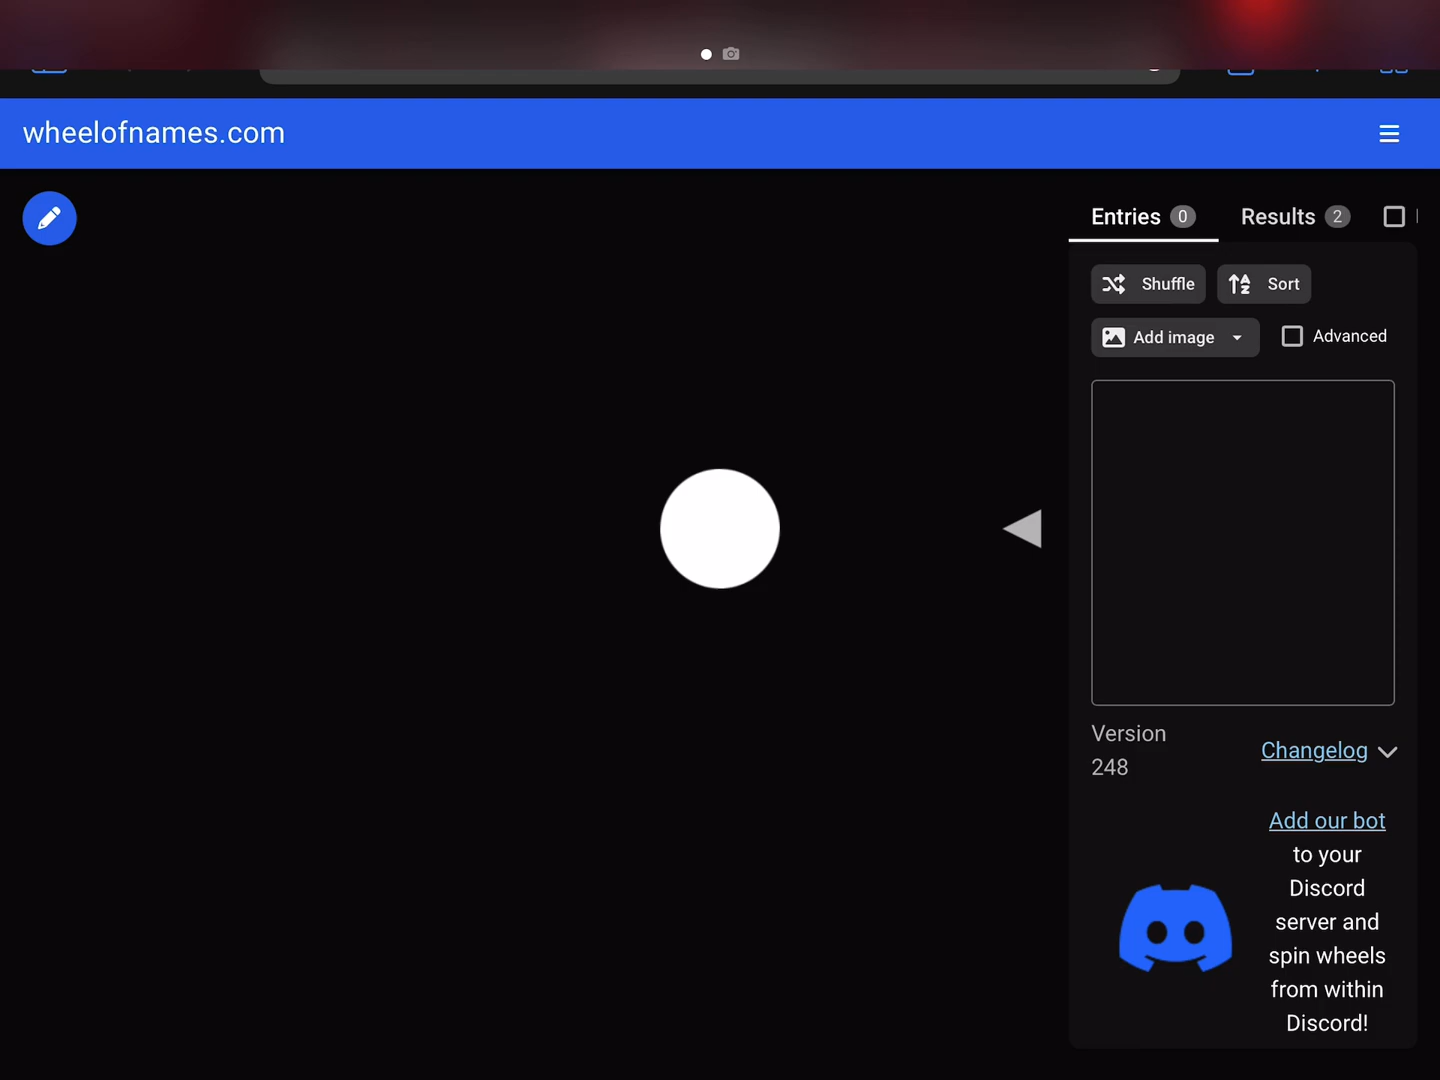 wheelofnames.com
Entries 0 Results 2
Shuffle Sort
Add image Advanced
Version
248
Changelog
Add our bot
to your
Discord
server and
spin wheels
from within
Discord!